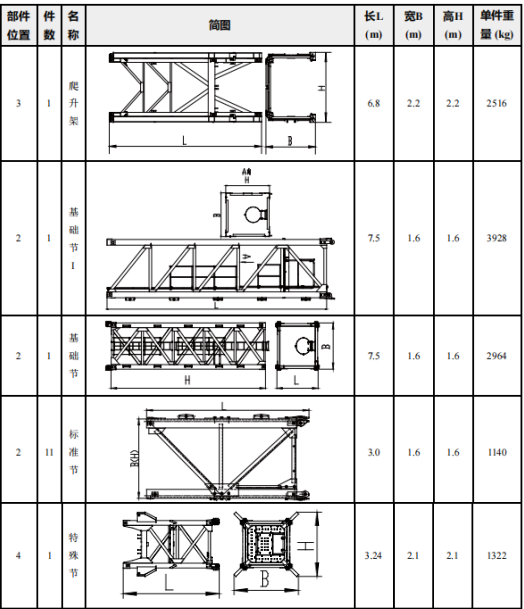 部件位置 件数 名称 简图 长L(m) 宽B(m) 高H(m) 单件重量 (kg)
3 1 爬升架 L B H 6.8 2.2 2.2 2516
2 1 基础节I A向 H B A L 7.5 1.6 1.6 3928
2 1 基础节 H L B 7.5 1.6 1.6 2964
2 11 标准节 L B(H) 3.0 1.6 1.6 1140
4 1 特殊节 L B H 3.24 2.1 2.1 1322